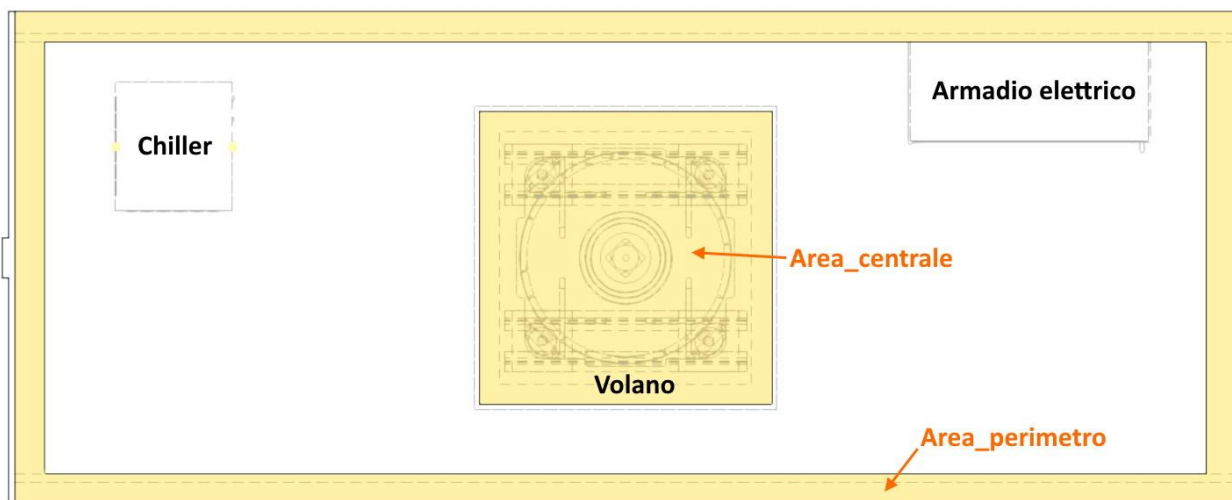 Armadio elettrico
Chiller
Area_centrale
Volano
Area_perimetro